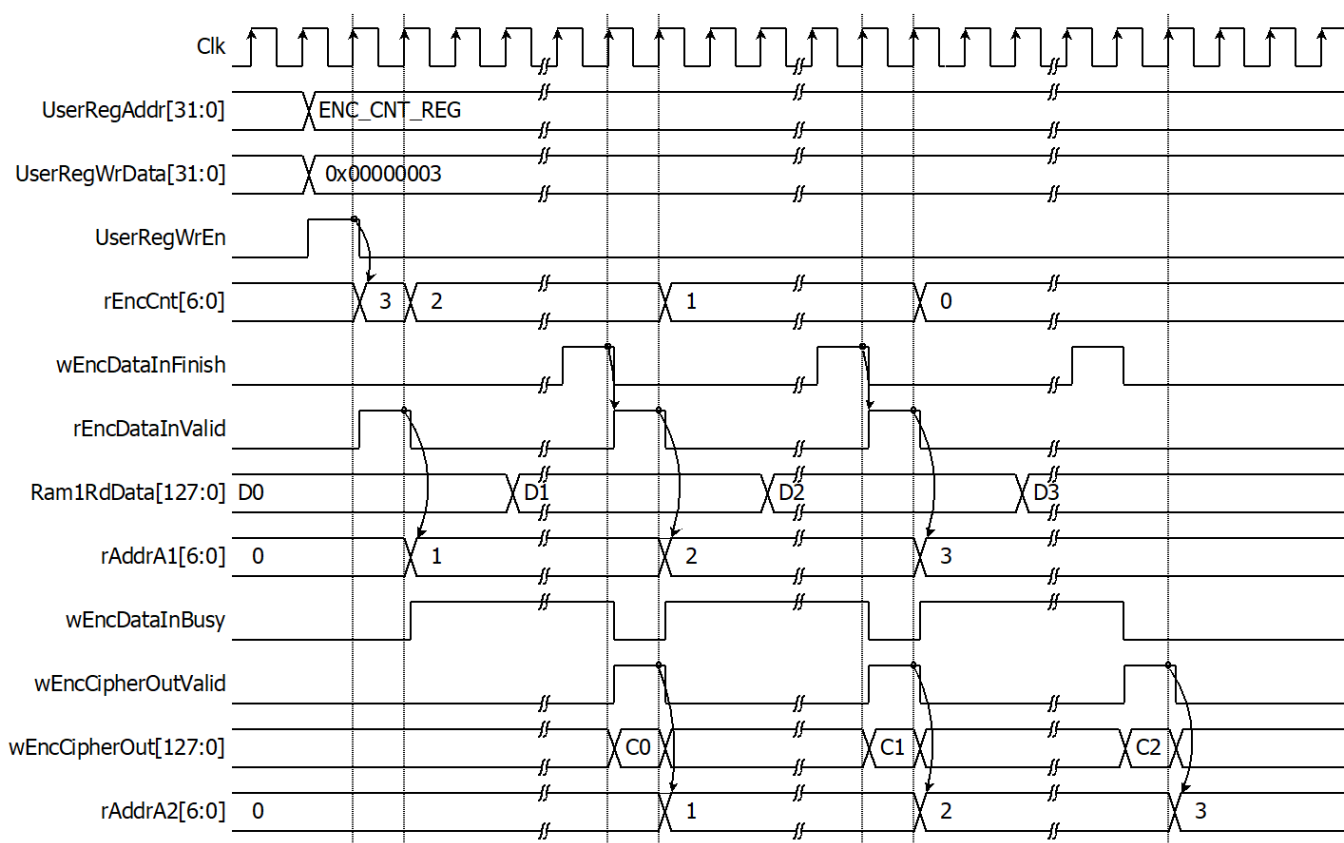 Clk
UserRegAddr[31:0] ENC_CNT_REG
UserRegWrData[31:0] 0x00000003
UserRegWrEn
rEncCnt[6:0] 3 2 1 0
wEncDataInFinish
rEncDataInValid
Ram1RdData[127:0] D0 D1 D2 D3
rAddrA1[6:0] 0 1 2 3
wEncDataInBusy
wEncCipherOutValid
wEncCipherOut[127:0] C0 C1 C2
rAddrA2[6:0] 0 1 2 3